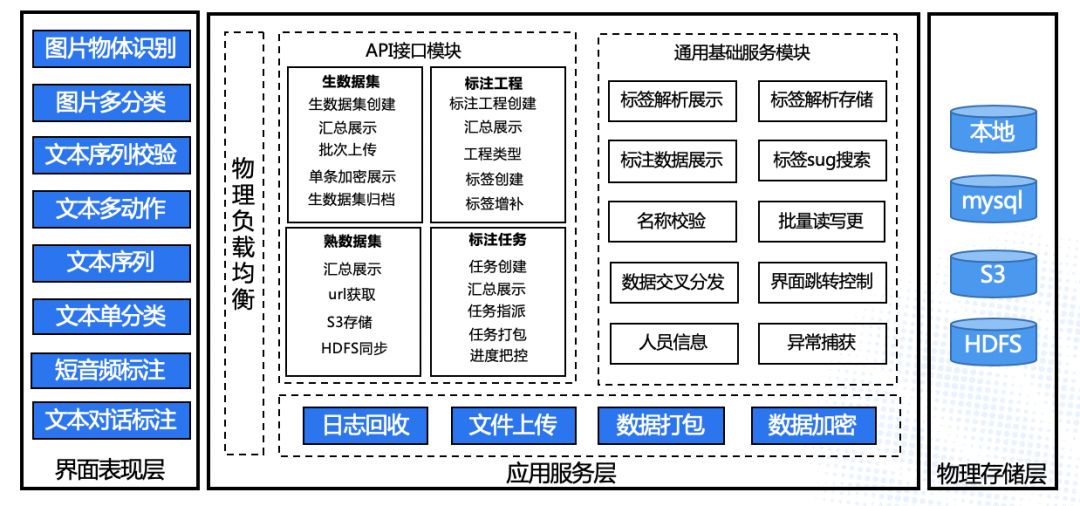 图片物体识别
图片多分类
文本序列校验
文本多动作
文本序列
文本单分类
短音频标注
文本对话标注
界面表现层
物理负载均衡
API接口模块
生数据集
生数据集创建
汇总展示
批次上传
单条加密展示
生数据集归档
标注工程
标注工程创建
汇总展示
工程类型
标签创建
标签增补
熟数据集
汇总展示
url获取
S3存储
HDFS同步
标注任务
任务创建
汇总展示
任务指派
任务打包
进度把控
通用基础服务模块
标签解析展示
标签解析存储
标注数据展示
标签sug搜索
名称校验
批量读写更
数据交叉分发
界面跳转控制
人员信息
异常捕获
日志回收
文件上传
数据打包
数据加密
应用服务层
本地
mysql
S3
HDFS
物理存储层